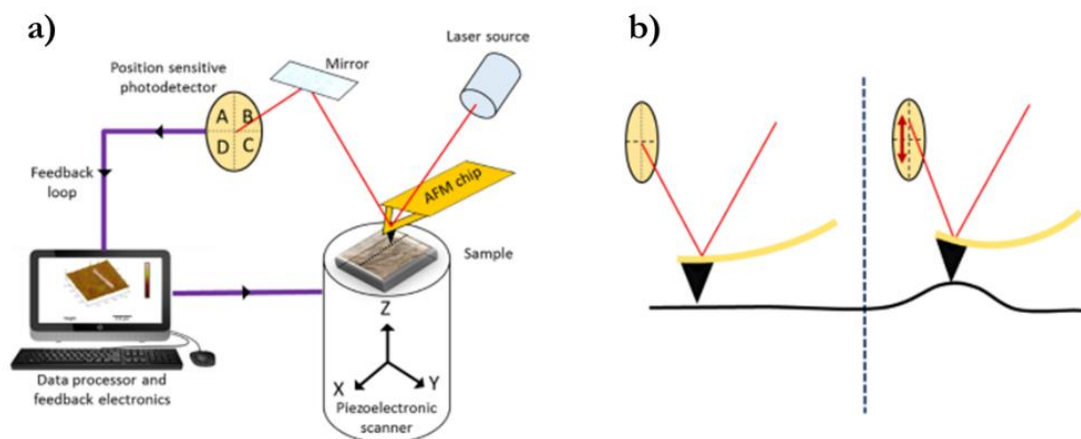 a)
b)
Laser source
Mirror
Position sensitive
photodetector
A B
D C
Feedback
loop
AFM chip
Sample
Z
X
Y
Data processor and
feedback electronics
Piezoelectronic
scanner